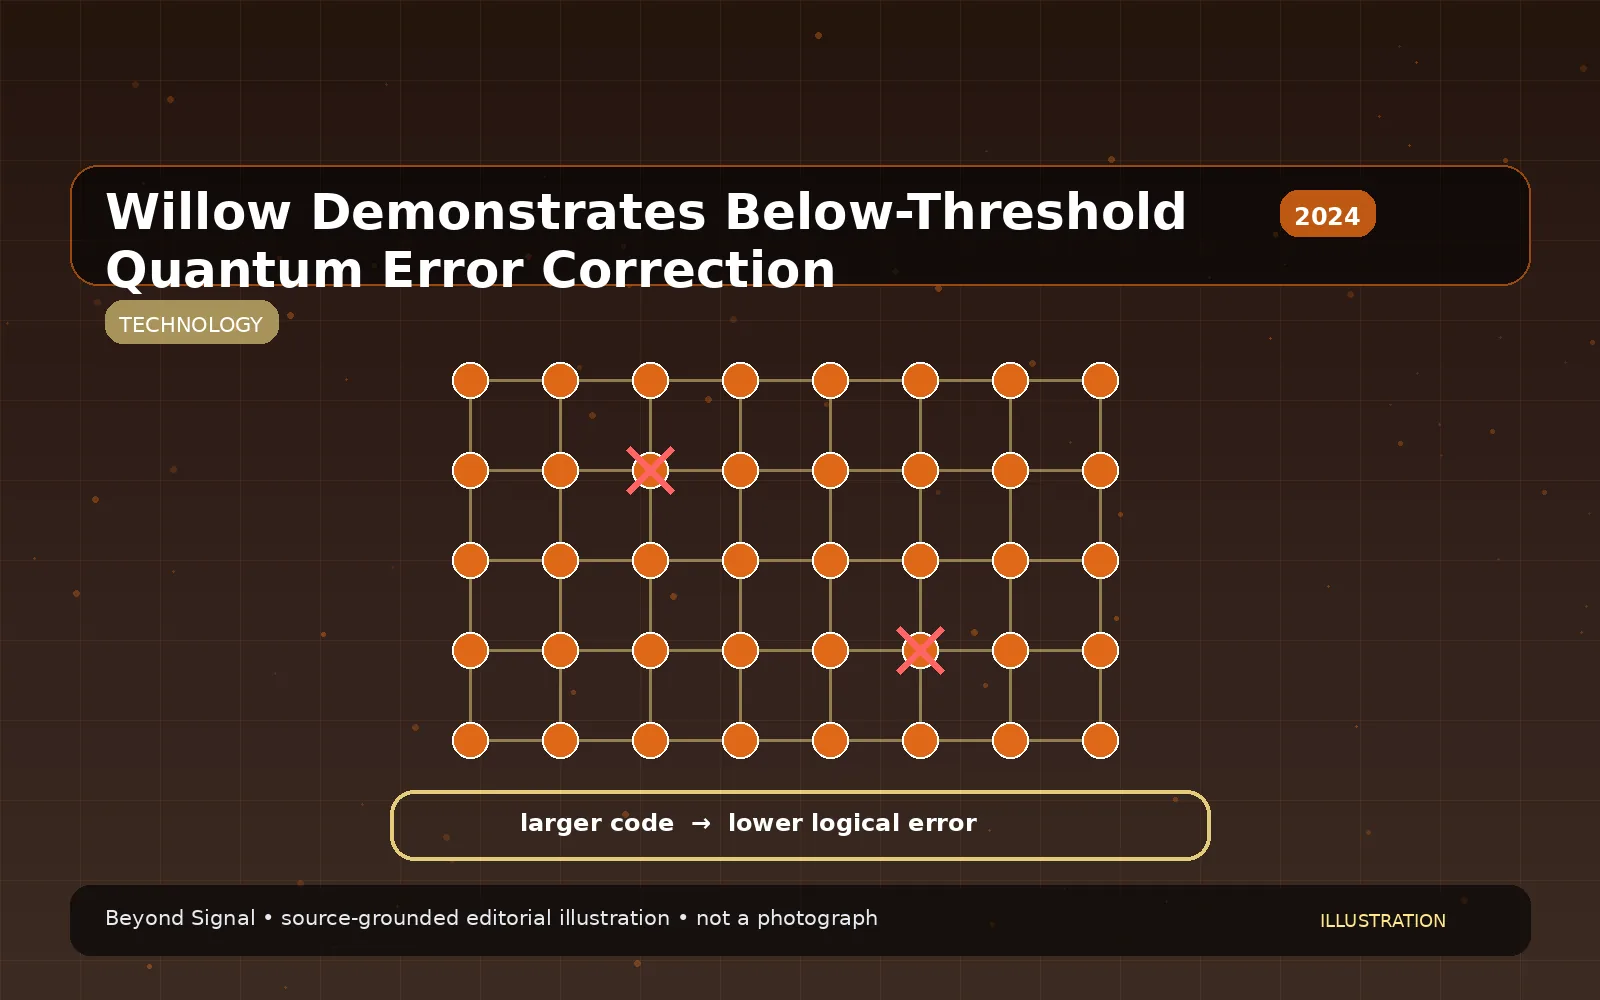 Willow Demonstrates Below-Threshold
Quantum Error Correction
2024
TECHNOLOGY
larger code → lower logical error
Beyond Signal • source-grounded editorial illustration • not a photograph
ILLUSTRATION